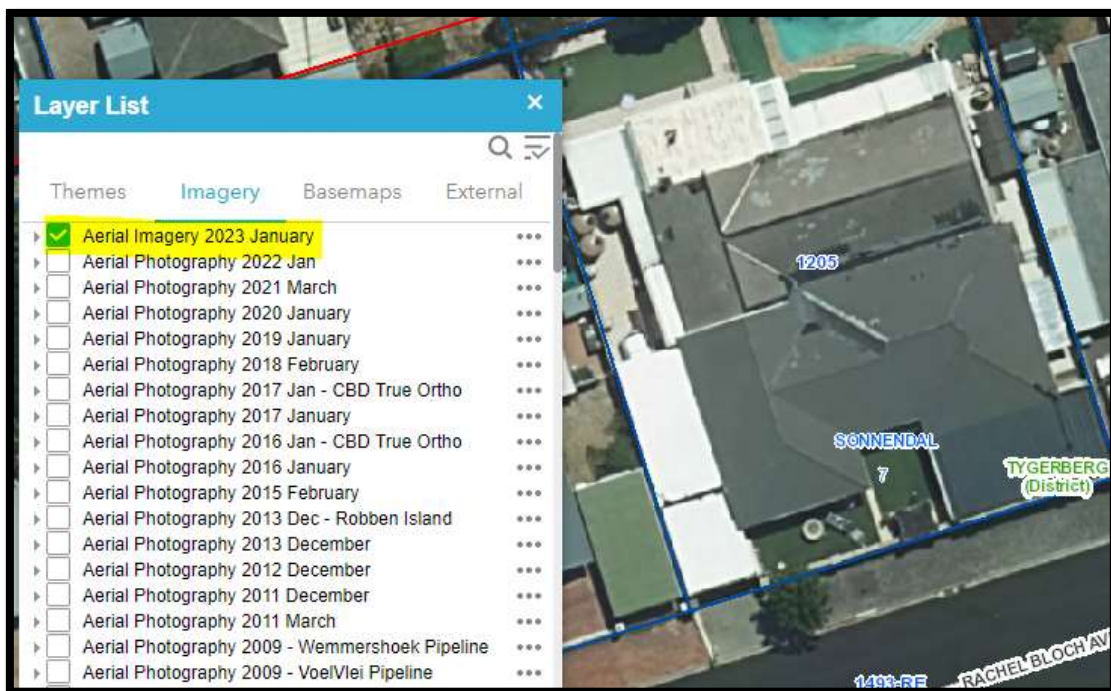 Layer List
Themes Imagery Basemaps External
Aerial Imagery 2023 January
Aerial Photography 2022 Jan
Aerial Photography 2021 March
Aerial Photography 2020 January
Aerial Photography 2019 January
Aerial Photography 2018 February
Aerial Photography 2017 Jan - CBD True Ortho
Aerial Photography 2017 January
Aerial Photography 2016 Jan - CBD True Ortho
Aerial Photography 2016 January
Aerial Photography 2015 February
Aerial Photography 2013 Dec - Robben Island
Aerial Photography 2013 December
Aerial Photography 2012 December
Aerial Photography 2011 December
Aerial Photography 2011 March
Aerial Photography 2009 - Wemmershoek Pipeline
Aerial Photography 2009 - VoelVlei Pipeline
1205
SONNENDAL
7
TYGERBERG
(District)
1493-RE
RACHEL BLOCH AV